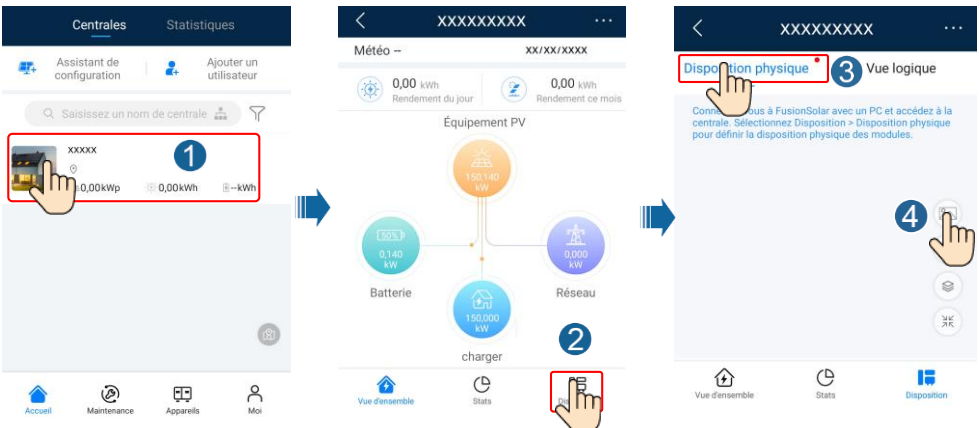 Centrales Statistiques
Assistant de configuration
Ajouter un utilisateur
Saisissez un nom de centrale
xxxxx
1
0,00kWp 0,00kWh --kWh
Accueil Maintenance Appareils Moi
XXXXXXXXX ...
Météo -- XX/XX/XXXX
0,00 kWh
Rendement du jour
0,00 kWh
Rendement ce mois
Équipement PV
150,140
kW
50%
0,140
kW
Batterie
0,000
kW
Réseau
150,000
kW
charger
2
Vue d'ensemble Stats
XXXXXXXXX ...
Disposition physique 3 Vue logique
à FusionSolar avec un PC et accédez à la
centrale. Sélectionnez Disposition > Disposition physique
pour définir la disposition physique des modules.
4
Vue d'ensemble Stats Disposition